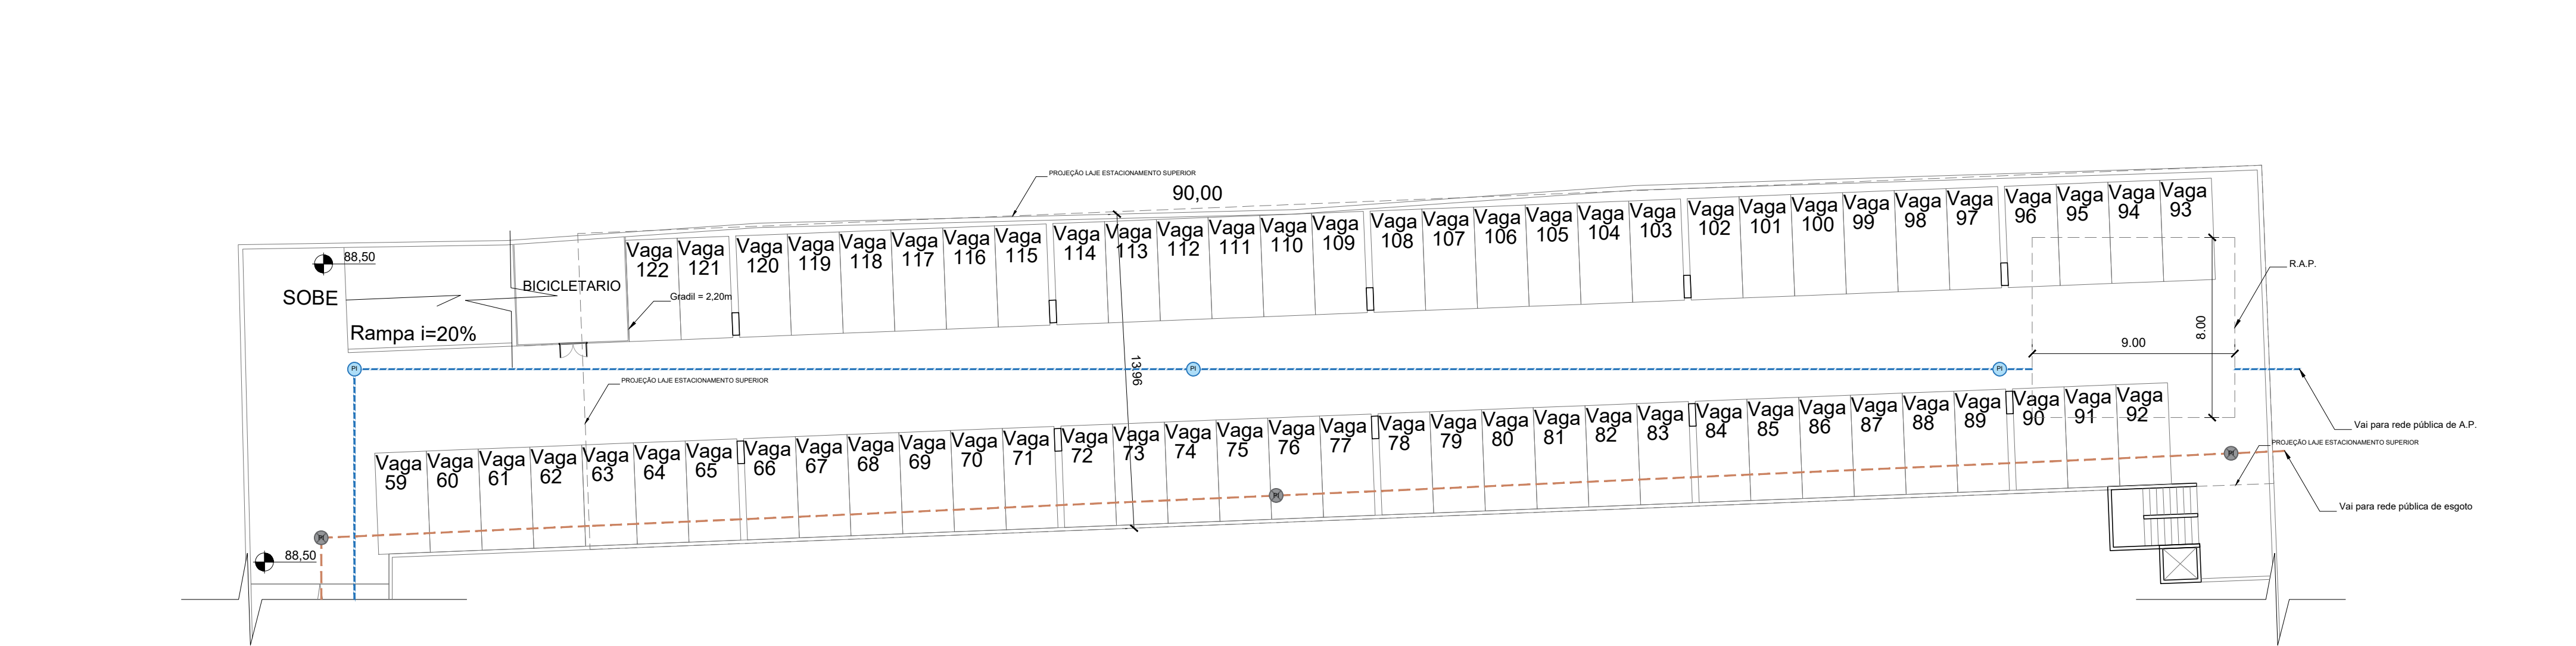 PROJEÇÃO LAJE ESTACIONAMENTO SUPERIOR
90,00
Vaga
122
Vaga
121
Vaga
120
Vaga
119
Vaga
118
Vaga
117
Vaga
116
Vaga
115
Vaga
114
Vaga
113
Vaga
112
Vaga
111
Vaga
110
Vaga
109
Vaga
108
Vaga
107
Vaga
106
Vaga
105
Vaga
104
Vaga
103
Vaga
102
Vaga
101
Vaga
100
Vaga
99
Vaga
98
Vaga
97
Vaga
96
Vaga
95
Vaga
94
Vaga
93
88,50
SOBE
BICICLETARIO
Gradil = 2,20m
Rampa i=20%
R.A.P.
8.00
9.00
13.96
PI
PI
PI
PROJEÇÃO LAJE ESTACIONAMENTO SUPERIOR
Vaga
59
Vaga
60
Vaga
61
Vaga
62
Vaga
63
Vaga
64
Vaga
65
Vaga
66
Vaga
67
Vaga
68
Vaga
69
Vaga
70
Vaga
71
Vaga
72
Vaga
73
Vaga
74
Vaga
75
Vaga
76
Vaga
77
Vaga
78
Vaga
79
Vaga
80
Vaga
81
Vaga
82
Vaga
83
Vaga
84
Vaga
85
Vaga
86
Vaga
87
Vaga
88
Vaga
89
Vaga
90
Vaga
91
Vaga
92
Vai para rede pública de A.P.
PROJEÇÃO LAJE ESTACIONAMENTO SUPERIOR
Vai para rede pública de esgoto
88,50